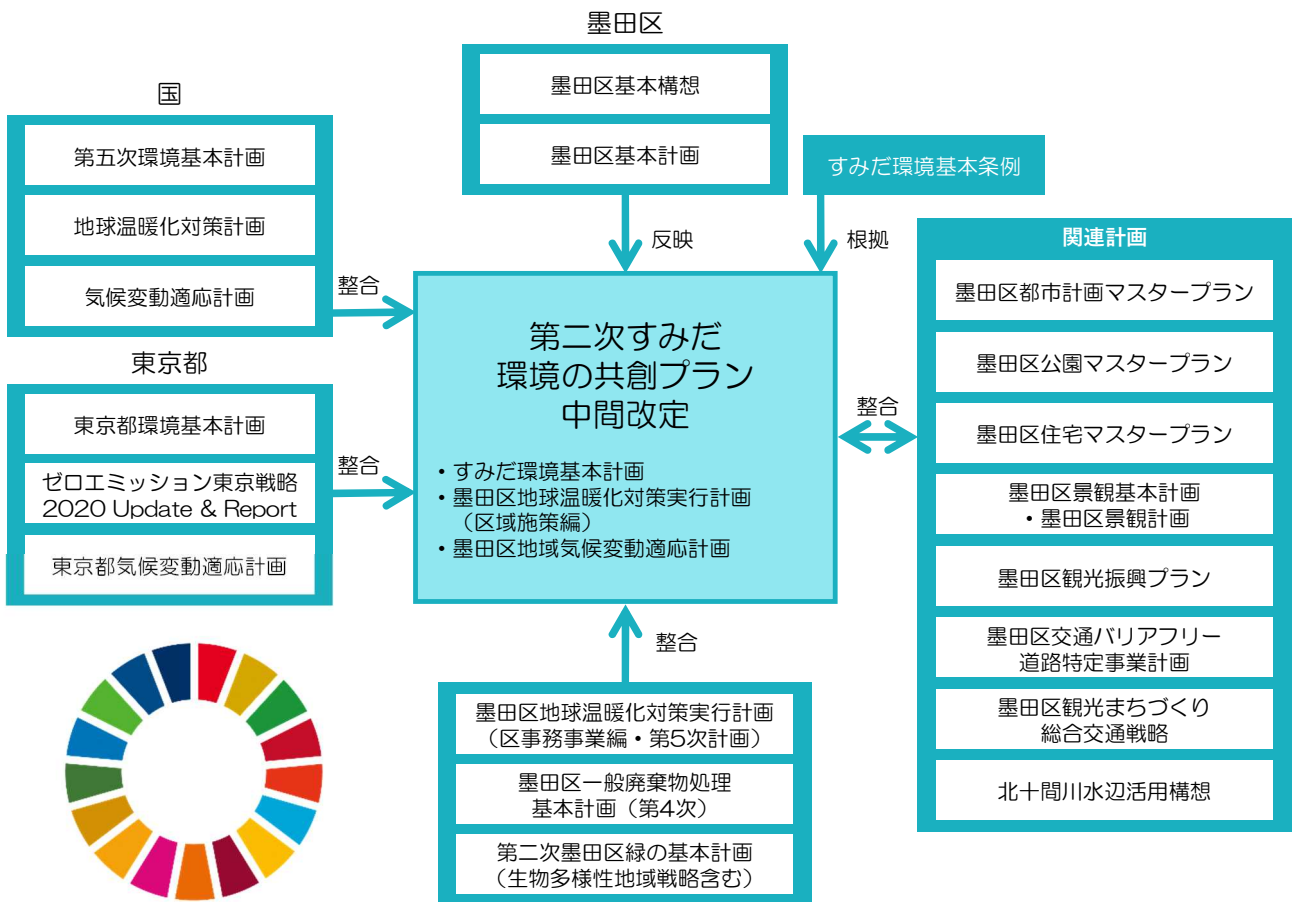 墨田区
墨田区基本構想
墨田区基本計画
国
第五次環境基本計画
地球温暖化対策計画
気候変動適応計画
すみだ環境基本条例
反映
根拠
整合
東京都
東京都環境基本計画
ゼロエミッション東京戦略
2020 Update & Report
東京都気候変動適応計画
整合
第二次すみだ
環境の共創プラン
中間改定
・すみだ環境基本計画
・墨田区地球温暖化対策実行計画
（区域施策編）
・墨田区地域気候変動適応計画
整合
関連計画
墨田区都市計画マスタープラン
墨田区公園マスタープラン
墨田区住宅マスタープラン
墨田区景観基本計画
・墨田区景観計画
墨田区観光振興プラン
墨田区交通バリアフリー
道路特定事業計画
墨田区観光まちづくり
総合交通戦略
北十間川水辺活用構想
整合
墨田区地球温暖化対策実行計画
（区事務事業編・第5次計画）
墨田区一般廃棄物処理
基本計画（第4次）
第二次墨田区緑の基本計画
（生物多様性地域戦略含む）